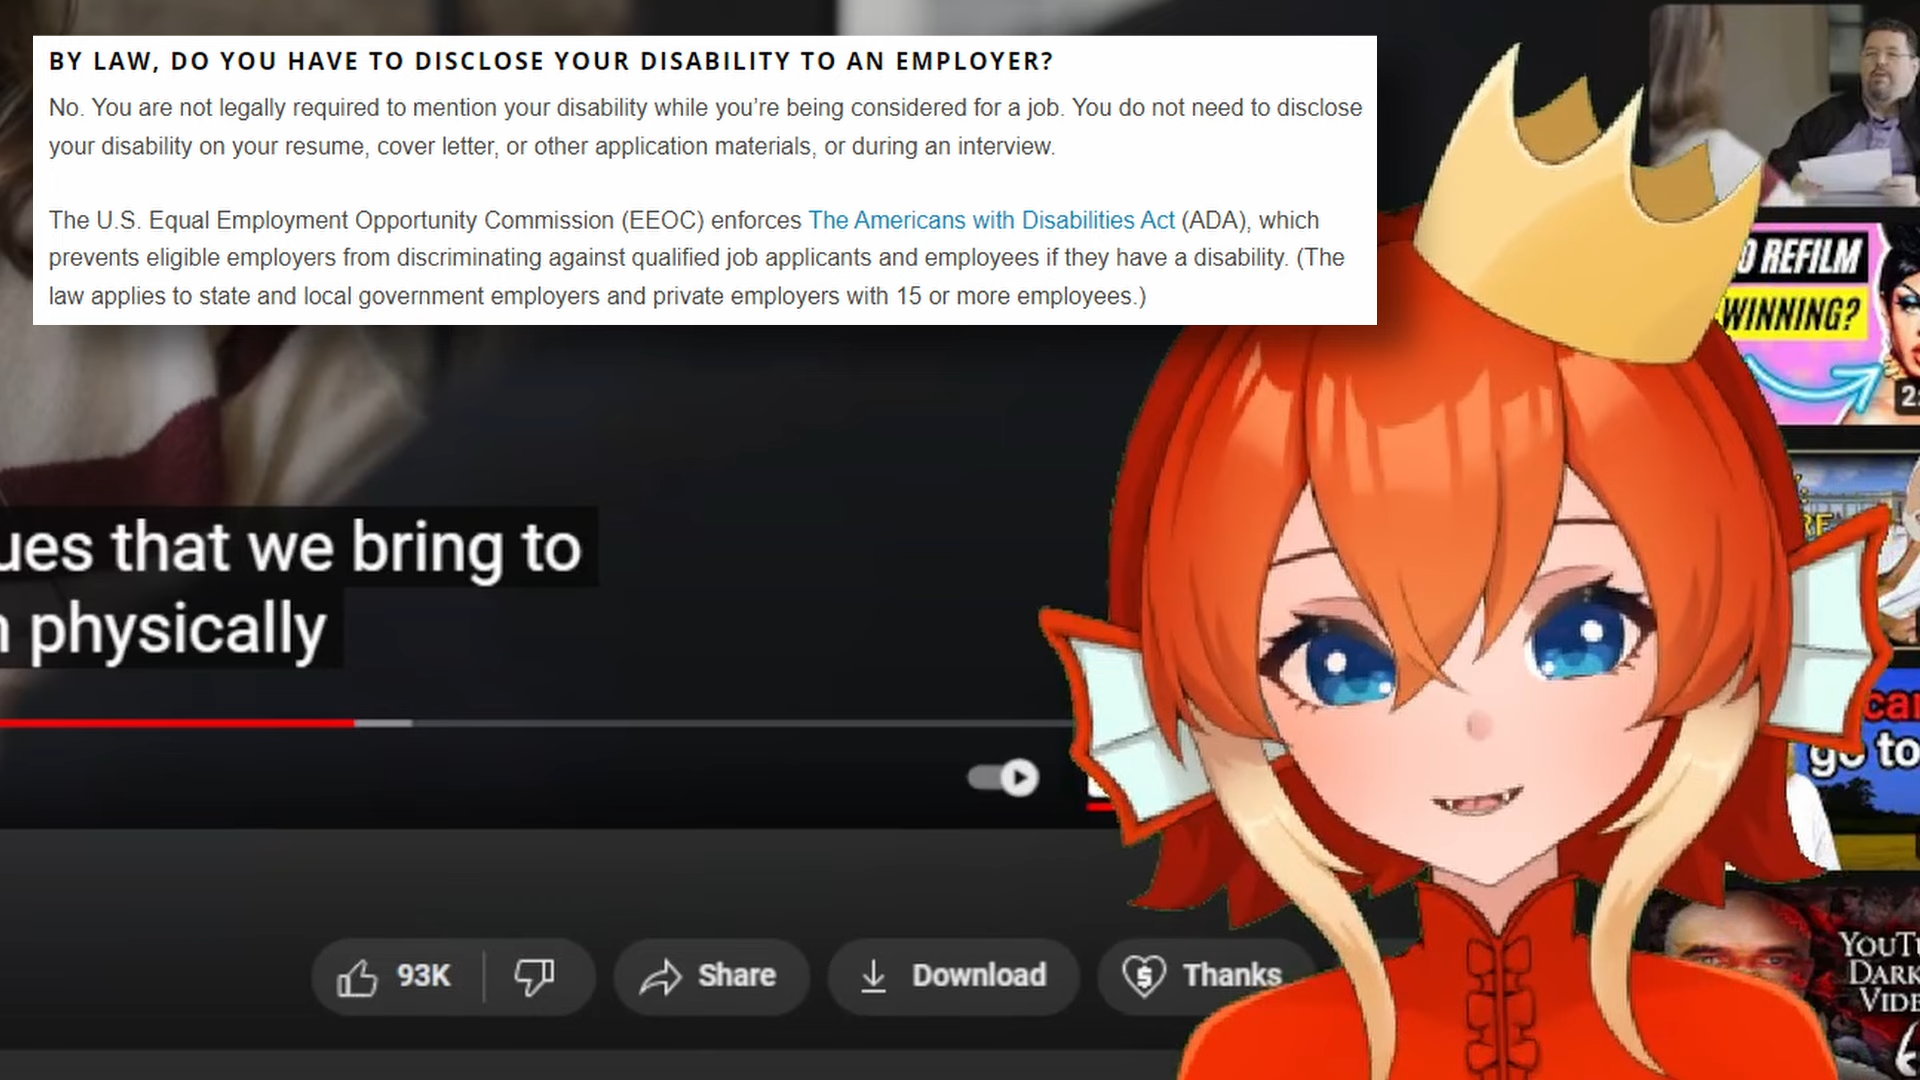 BY LAW, DO YOU HAVE TO DISCLOSE YOUR DISABILITY TO AN EMPLOYER?
No. You are not legally required to mention your disability while you’re being considered for a job. You do not need to disclose
your disability on your resume, cover letter, or other application materials, or during an interview.
The U.S. Equal Employment Opportunity Commission (EEOC) enforces The Americans with Disabilities Act (ADA), which
prevents eligible employers from discriminating against qualified job applicants and employees if they have a disability. (The
law applies to state and local government employers and private employers with 15 or more employees.)
REFILM
WINNING?
that we bring to
physically
go to
93K
Share
Download
Thanks
DARK